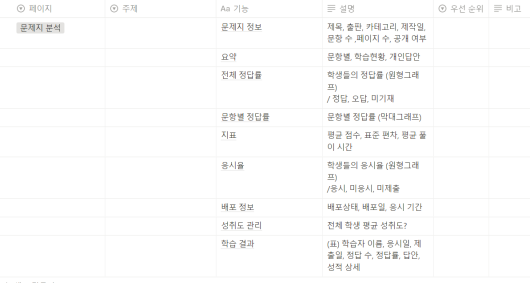 페이지 주제 Aa 기능 설명 우선 순위 비고
문제지 분석 문제지 정보 제목, 출판, 카테고리, 제작일,
문항 수, 페이지 수, 공개 여부
요약 문항별, 학습현황, 개인답안
전체 정답률 학생들의 정답률 (원형그래
프)
/ 정답, 오답, 미기재
문항별 정답률 문항별 정답률 (막대그래프)
지표 평균 점수, 표준 편차, 평균 풀
이 시간
응시율 학생들의 응시율 (원형그래
프)
/응시, 미응시, 미제출
배포 정보 배포상태, 배포일, 응시 기간
성취도 관리 전체 학생 평균 성취도?
학습 결과 (표) 학습자 이름, 응시일, 제
출일, 정답 수, 정답률, 답안,
성적 상세